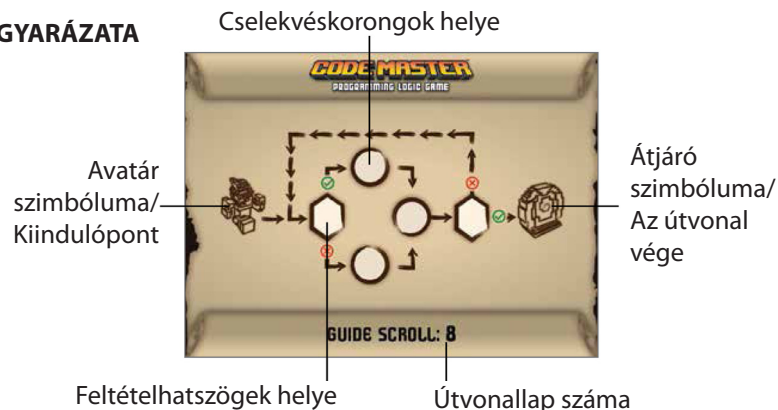 GYARÁZATA
Cselekvéskorongok helye
CODE MASTER
PROGRAMMING LOGIC GAME
Avatár
szimbóluma/
Kiindulópont
Átjáró
szimbóluma/
Az útvonal
vége
GUIDE SCROLL: 8
Feltételhatszögek helye
Útvonallap száma